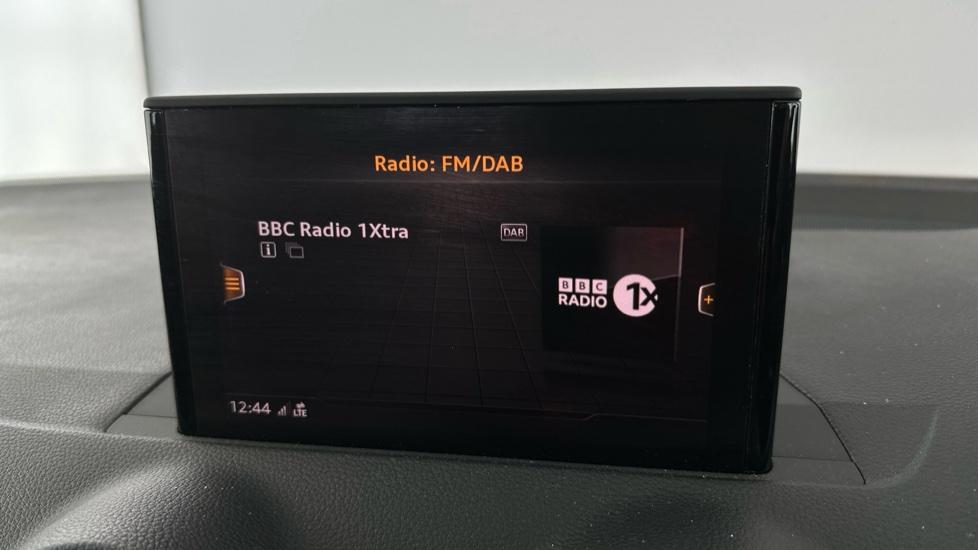 Radio: FM/DAB
BBC Radio 1Xtra
DAB
BBC
RADIO
1X
12:44
LTE